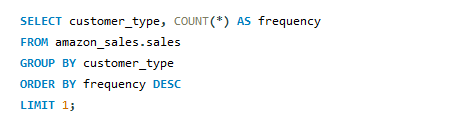 SELECT customer_type, COUNT(*) AS frequency
FROM amazon_sales.sales
GROUP BY customer_type
ORDER BY frequency DESC
LIMIT 1;